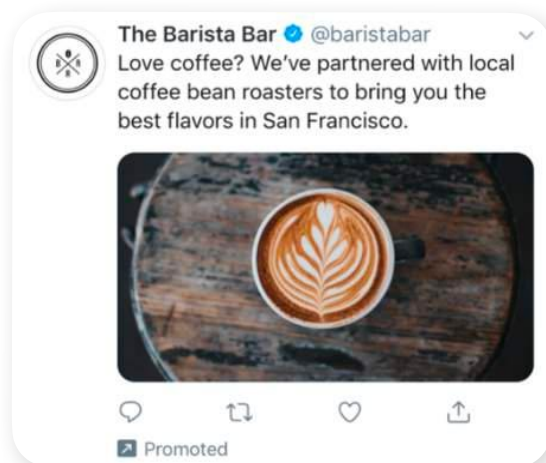 The Barista Bar @baristabar
Love coffee? We've partnered with local
coffee bean roasters to bring you the
best flavors in San Francisco.
Promoted